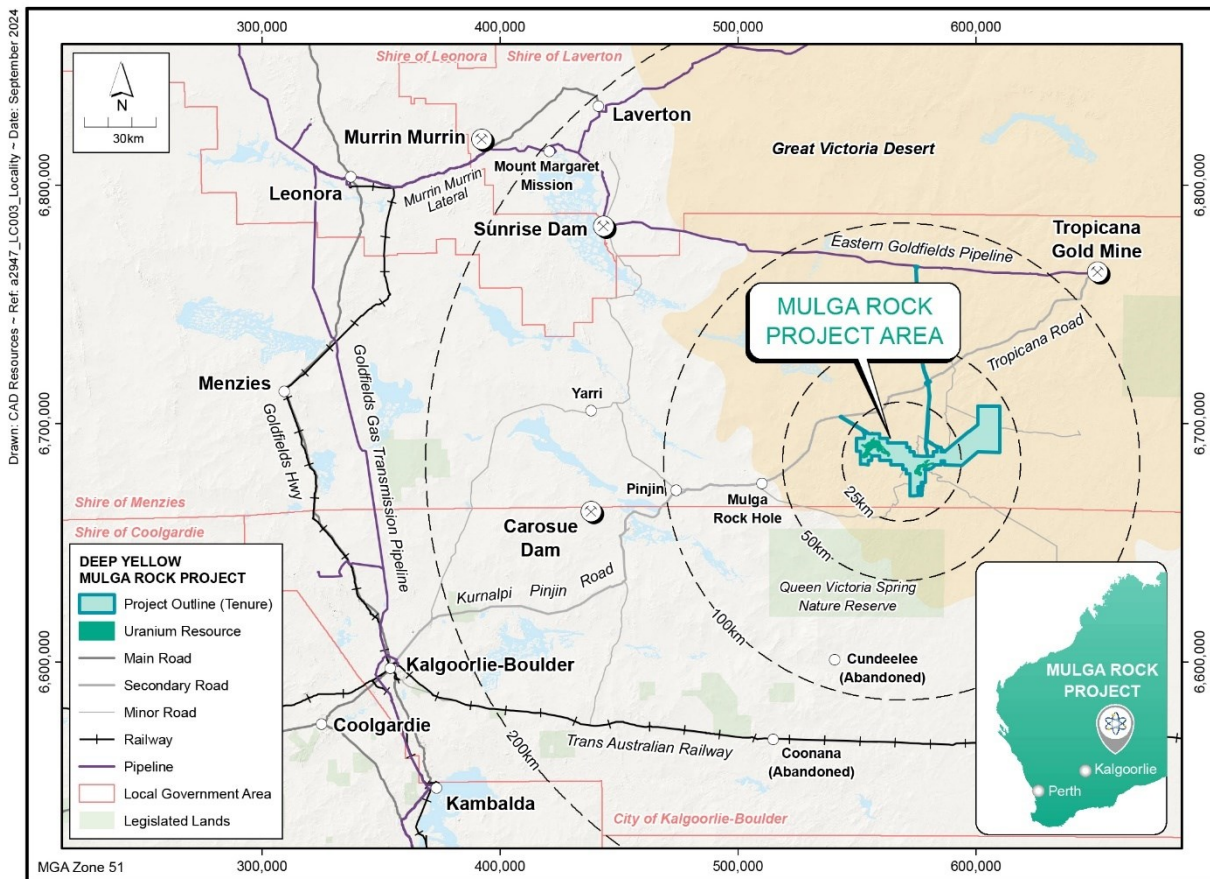 Drawn: CAD Resources ~ Ref: a2947_LC003_Locality ~ Date: September 2024
300,000
400,000
500,000
600,000
N
30km
Shire of Leonora
Shire of Laverton
Laverton
Murrin Murrin
Mount Margaret
Mission
Great Victoria Desert
6,800,000
6,800,000
Leonora
Murrin Murrin
Lateral
Sunrise Dam
Eastern Goldfields Pipeline
Tropicana
Gold Mine
MULGA ROCK
PROJECT AREA
Tropicana Road
Goldfields Gas Transmission Pipeline
Menzies
Goldfields Hwy
Yarri
6,700,000
6,700,000
Pinjin
Mulga
Rock Hole
25km
50km
100km
200km
Shire of Menzies
Shire of Coolgardie
Carosue
Dam
Queen Victoria Spring
Nature Reserve
Kurnalpi Pinjin Road
6,600,000
6,600,000
Kalgoorlie-Boulder
Cundeelee
(Abandoned)
Coolgardie
Trans Australian Railway
Coonana
(Abandoned)
Kambalda
City of Kalgoorlie-Boulder
DEEP YELLOW
MULGA ROCK PROJECT
Project Outline (Tenure)
Uranium Resource
Main Road
Secondary Road
Minor Road
Railway
Pipeline
Local Government Area
Legislated Lands
MULGA ROCK
PROJECT
Kalgoorlie
Perth
MGA Zone 51
300,000
400,000
500,000
600,000